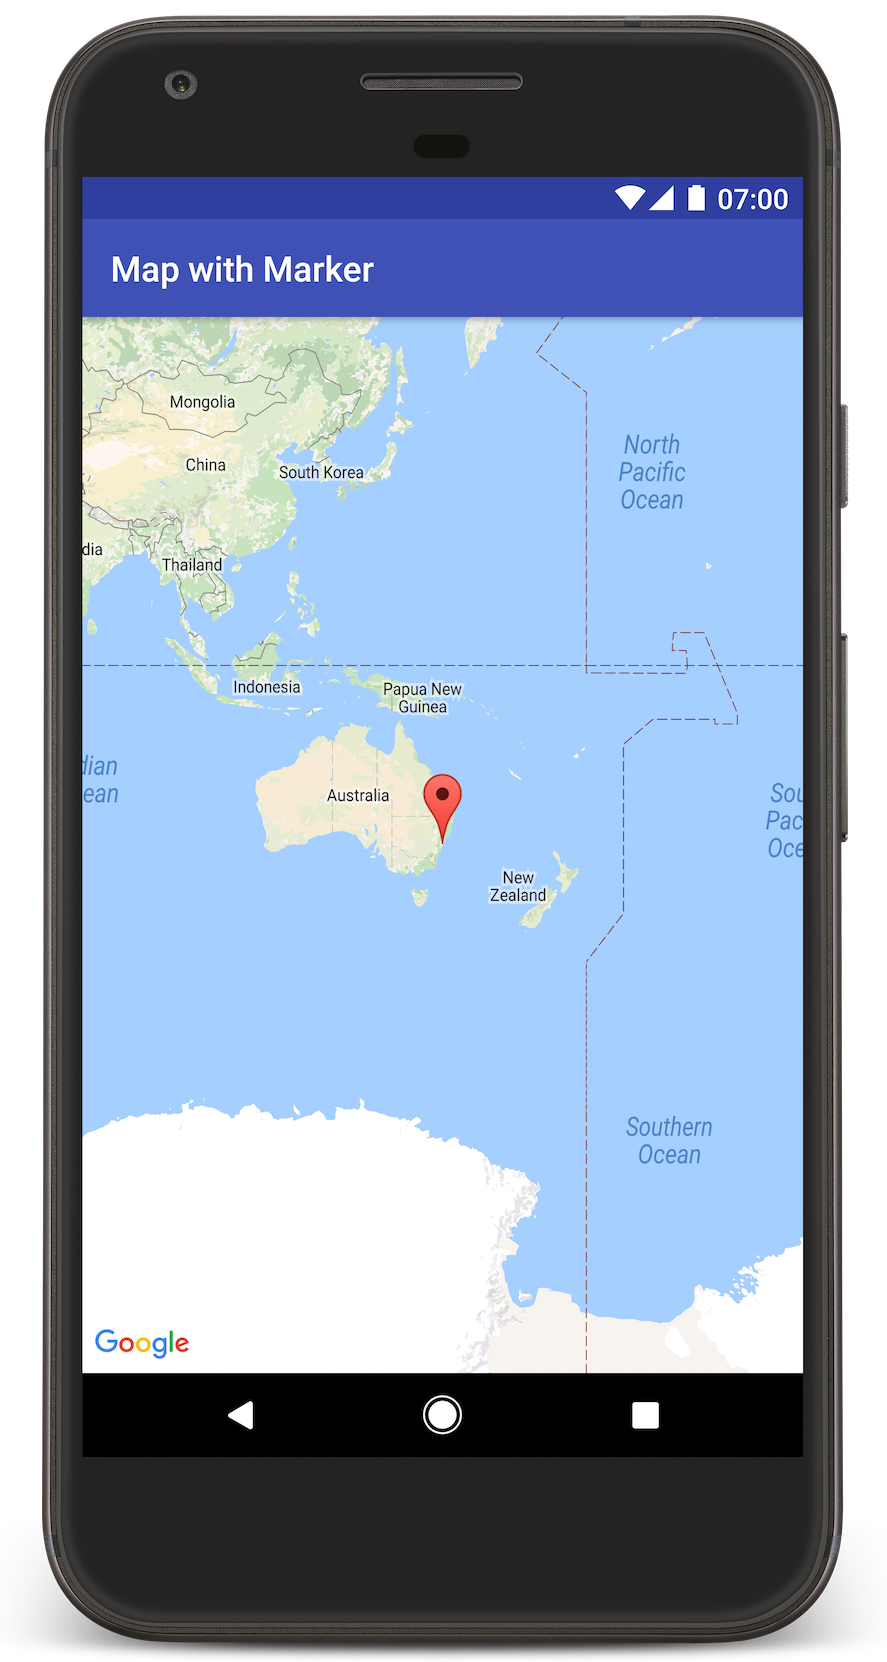 07:00
Map with Marker
North
Pacific
Ocean
Mongolia
China
South Korea
dia
Thailand
Indonesia
Papua New
Guinea
dian
ean
Australia
Sou
Pac
Oce
New
Zealand
Southern
Ocean
Google